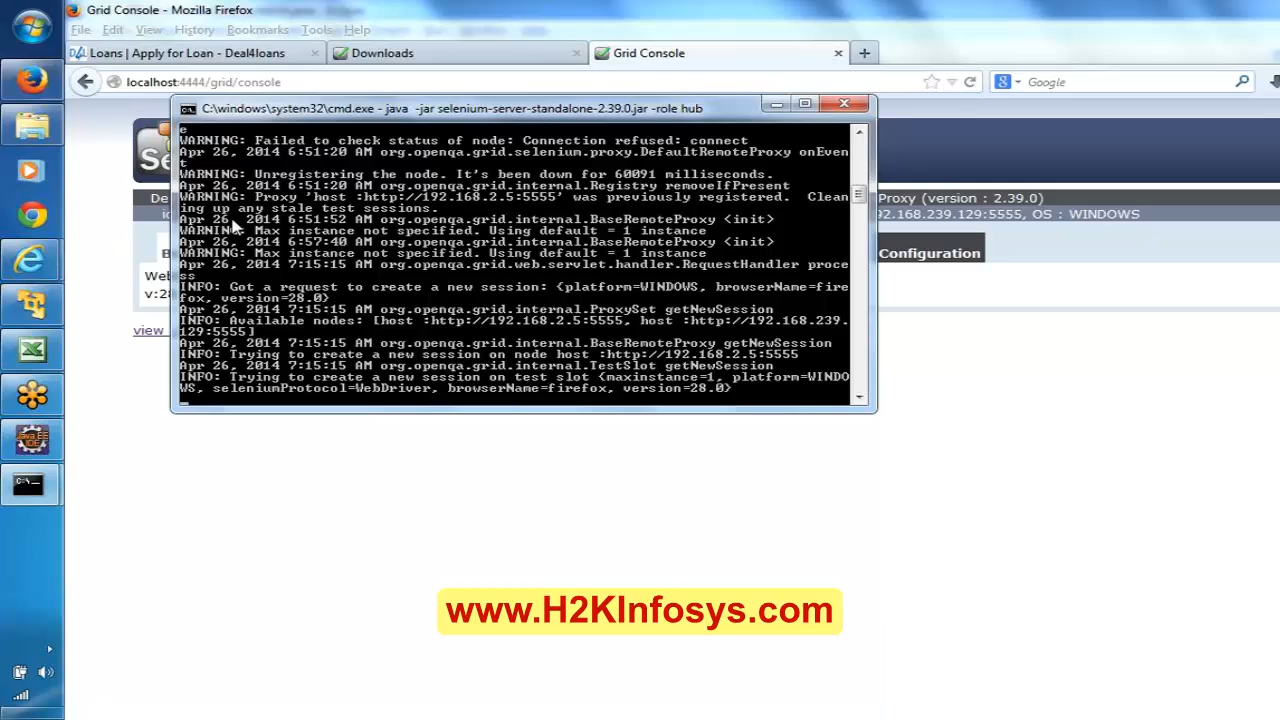 Grid Console - Mozilla Firefox
File Edit View History Bookmarks Tools Help
Loans | Apply for Loan - Deal4loans
Downloads
Grid Console
localhost:4444/grid/console
Google
C:\windows\system32\cmd.exe - java -jar selenium-server-standalone-2.39.0.jar -role hub
e
WARNING: Failed to check status of node: Connection refused: connect
Apr 26, 2014 6:51:20 AM org.openqa.grid.selenium.proxy.DefaultRemoteProxy onEven
t
WARNING: Unregistering the node. It's been down for 60091 milliseconds.
Apr 26, 2014 6:51:20 AM org.openqa.grid.internal.Registry removeIfPresent
WARNING: Proxy 'host :http://192.168.2.5:5555' was previously registered. Clean
ing up any stale test sessions.
Apr 26, 2014 6:51:52 AM org.openqa.grid.internal.BaseRemoteProxy <init>
WARNING: Max instance not specified. Using default = 1 instance
Apr 26, 2014 6:57:40 AM org.openqa.grid.internal.BaseRemoteProxy <init>
WARNING: Max instance not specified. Using default = 1 instance
Apr 26, 2014 7:15:15 AM org.openqa.grid.web.servlet.handler.RequestHandler proce
ss
INFO: Got a request to create a new session: {platform=WINDOWS, browserName=fire
fox, version=28.0}
Apr 26, 2014 7:15:15 AM org.openqa.grid.internal.ProxySet getNewSession
INFO: Available nodes: [host :http://192.168.2.5:5555, host :http://192.168.239.
129:5555]
Apr 26, 2014 7:15:15 AM org.openqa.grid.internal.BaseRemoteProxy getNewSession
INFO: Trying to create a new session on node host :http://192.168.2.5:5555
Apr 26, 2014 7:15:15 AM org.openqa.grid.internal.TestSlot getNewSession
INFO: Trying to create a new session on test slot {maxinstance=1, platform=WINDO
WS, seleniumProtocol=WebDriver, browserName=firefox, version=28.0}
Se
De
Proxy (version : 2.39.0)
192.168.239.129:5555, OS : WINDOWS
Configuration
Web
v:28
view
www.H2KInfosys.com